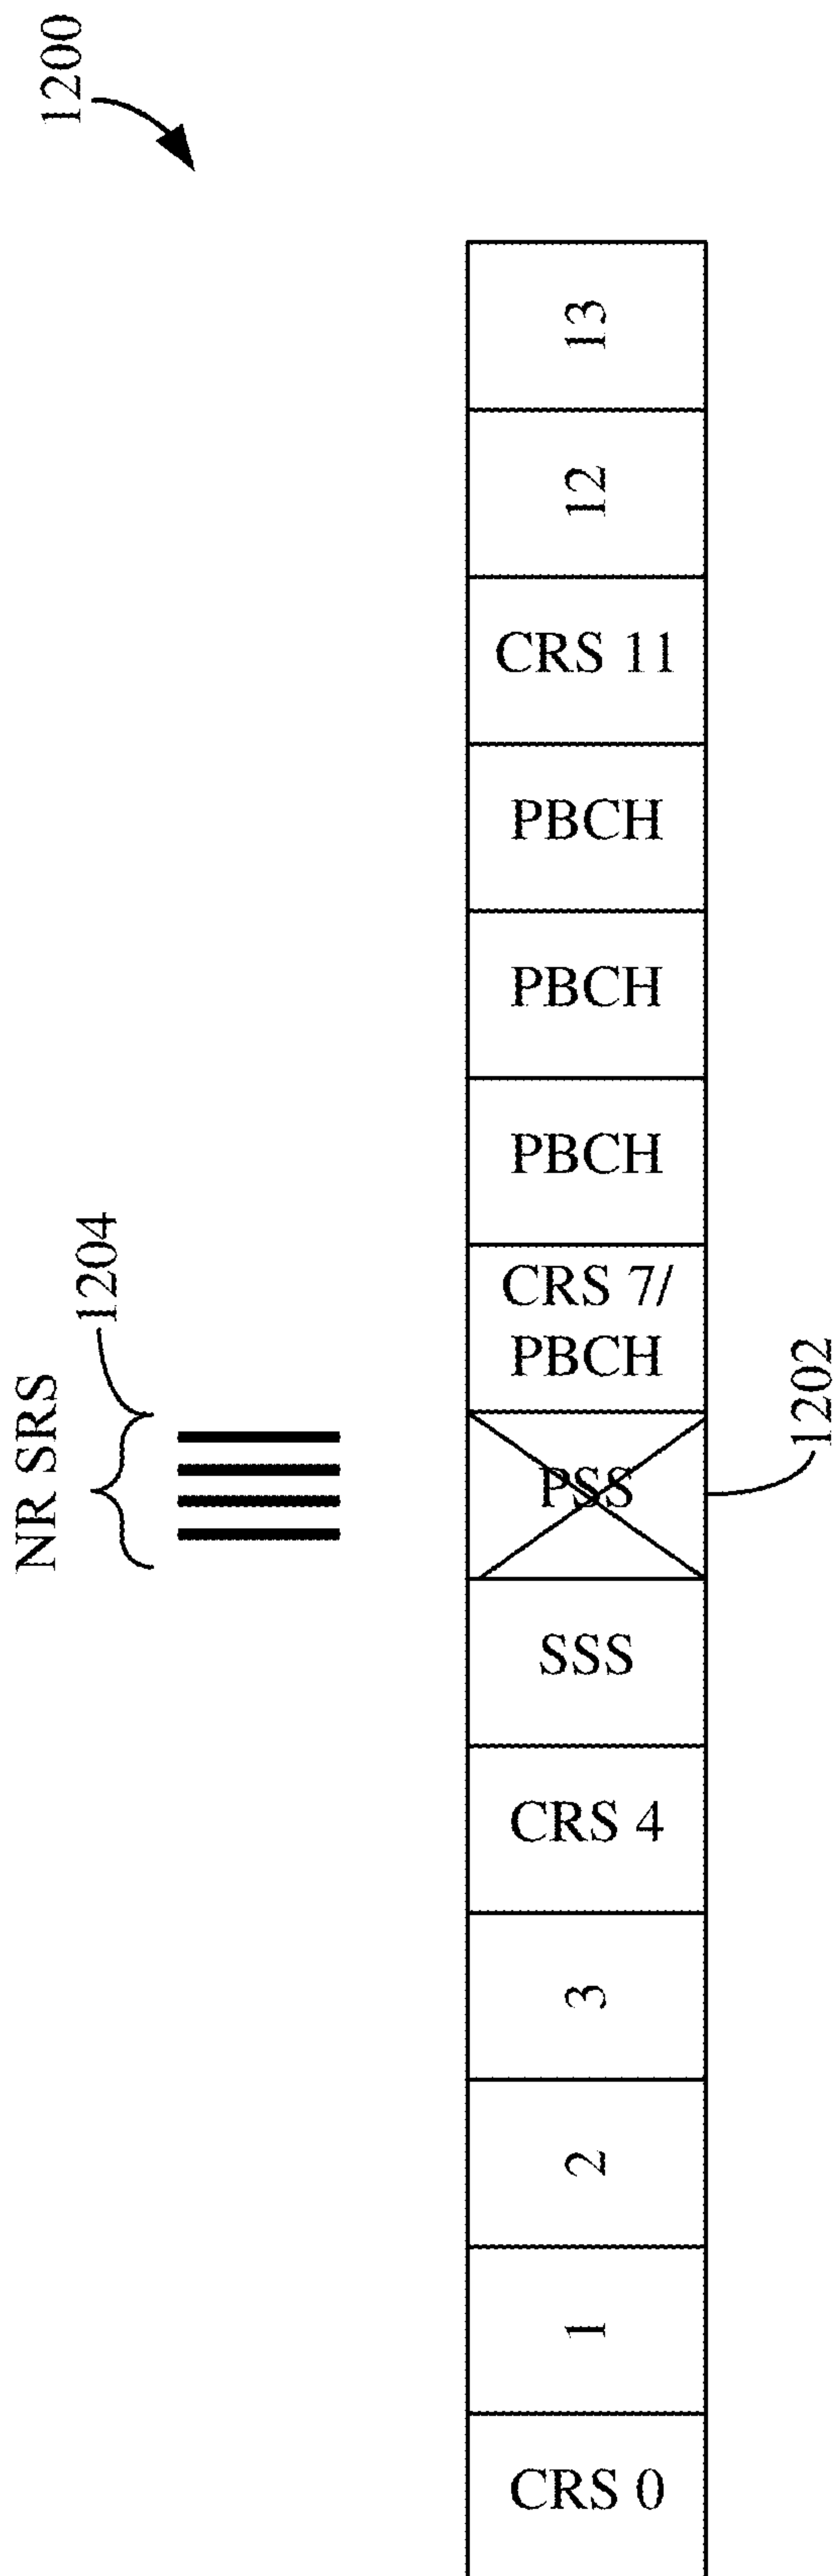 1200
NR SRS
1204
CRS 0
1
2
3
CRS 4
SSS
PSS
CRS 7/
PBCH
PBCH
PBCH
PBCH
CRS 11
12
13
1202